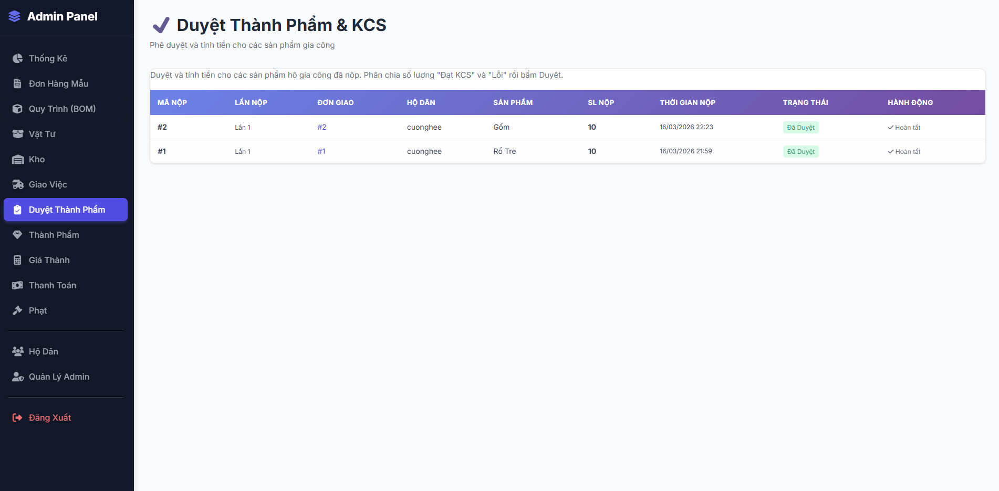 Admin Panel
Thống Kê
Đơn Hàng Mẫu
Quy Trình (BOM)
Vật Tư
Kho
Giao Việc
Duyệt Thành Phẩm
Thành Phẩm
Giá Thành
Thanh Toán
Phạt
Hộ Dân
Quản Lý Admin
Đăng Xuất
Duyệt Thành Phẩm & KCS
Phê duyệt và tính tiền cho các sản phẩm gia công
Duyệt và tính tiền cho các sản phẩm hộ gia công đã nộp. Phân chia số lượng "Đạt KCS" và "Lỗi" rồi bấm Duyệt.
MÃ NỘP LẦN NỘP ĐƠN GIAO HỘ DÂN SẢN PHẨM SL NỘP THỜI GIAN NỘP TRẠNG THÁI HÀNH ĐỘNG
#2 Lần 1 #2 cuonghee Gốm 10 16/03/2026 22:23 Đã Duyệt Hoàn tất
#1 Lần 1 #1 cuonghee Rổ Tre 10 16/03/2026 21:59 Đã Duyệt Hoàn tất